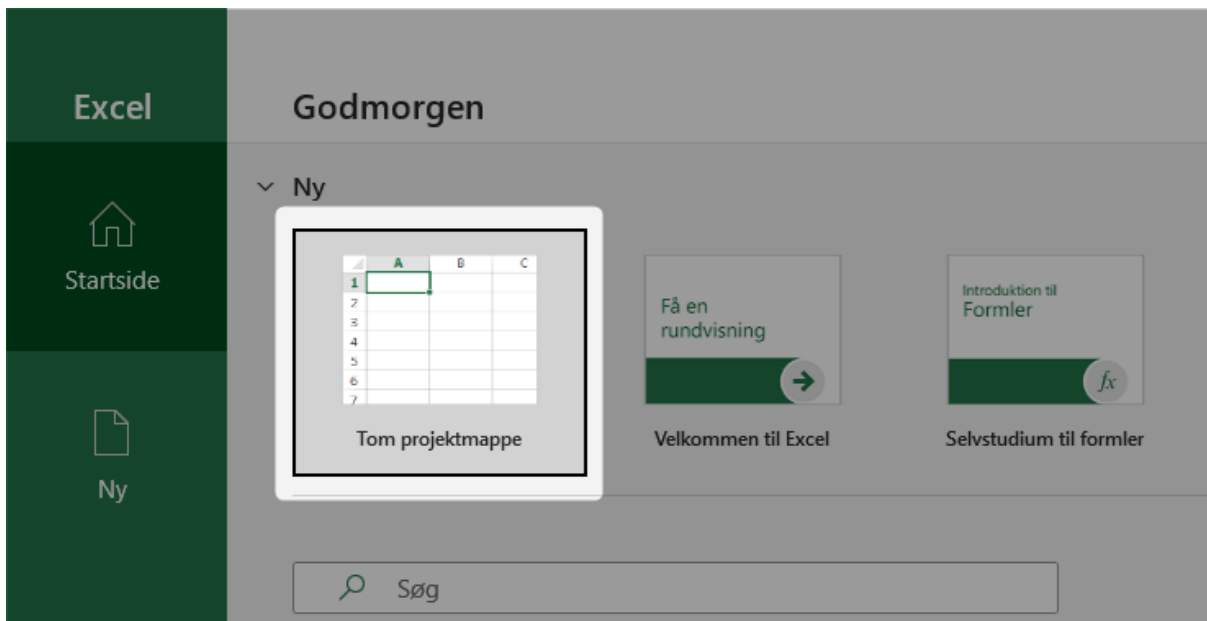 Excel
Godmorgen
Startside
Ny
Ny
A B C
1
2
3
4
5
6
7
Tom projektmappe
Få en
rundvisning
Velkommen til Excel
Introduktion til
Formler
fx
Selvstudium til formler
Søg